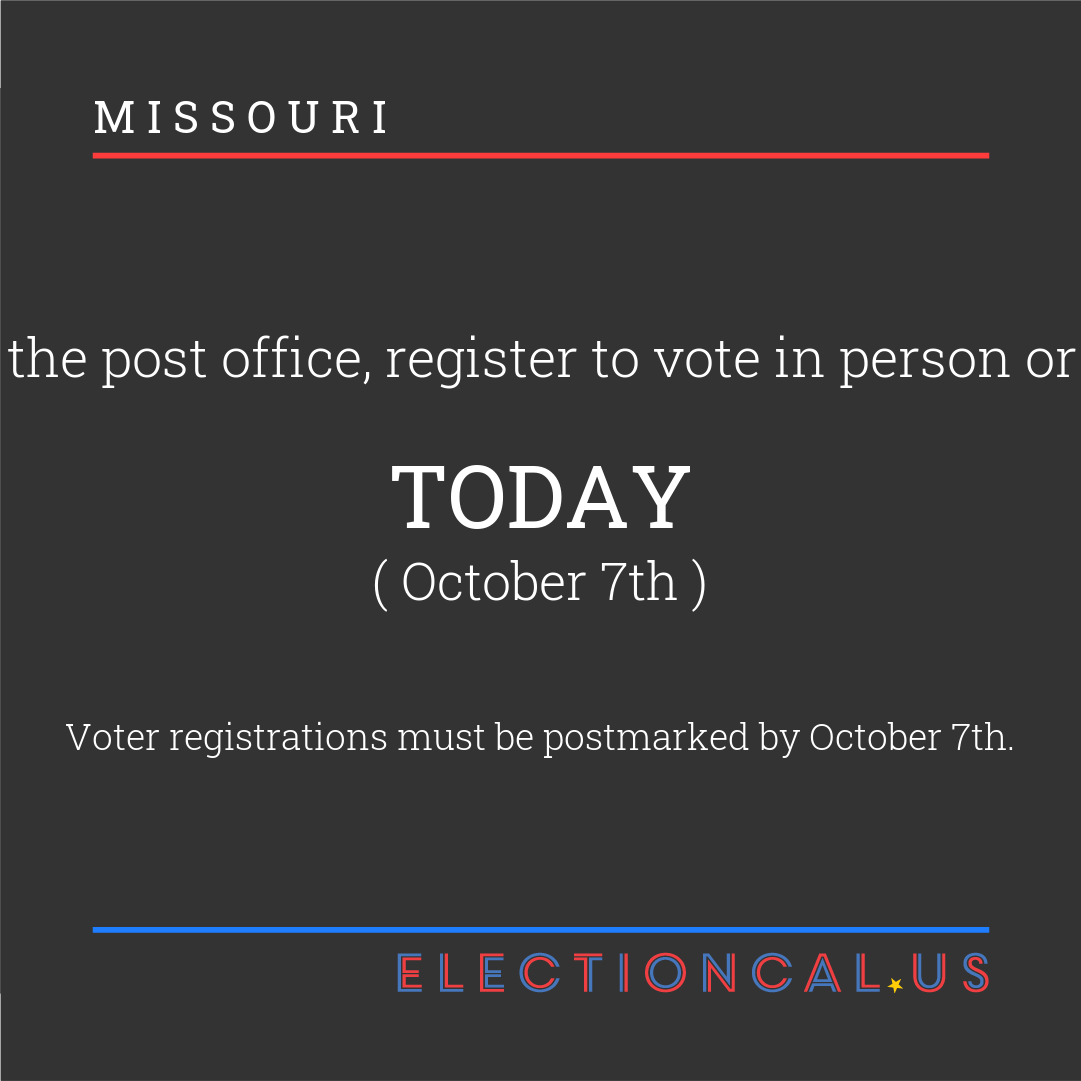 MISSOURI
the post office, register to vote in person or
TODAY
( October 7th )
Voter registrations must be postmarked by October 7th.
ELECTIONCAL.US